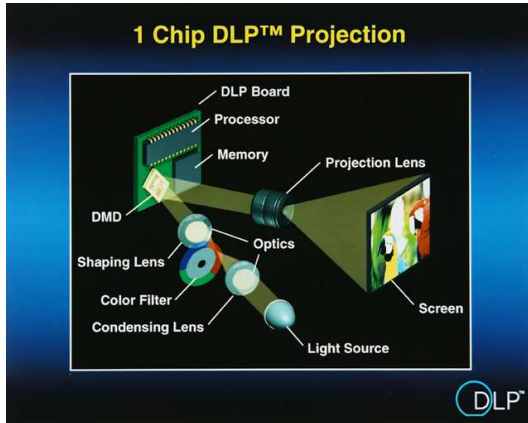 1 Chip DLP™ Projection
DLP Board
Processor
Memory
Projection Lens
DMD
Optics
Shaping Lens
Color Filter
Condensing Lens
Screen
Light Source
DLP™